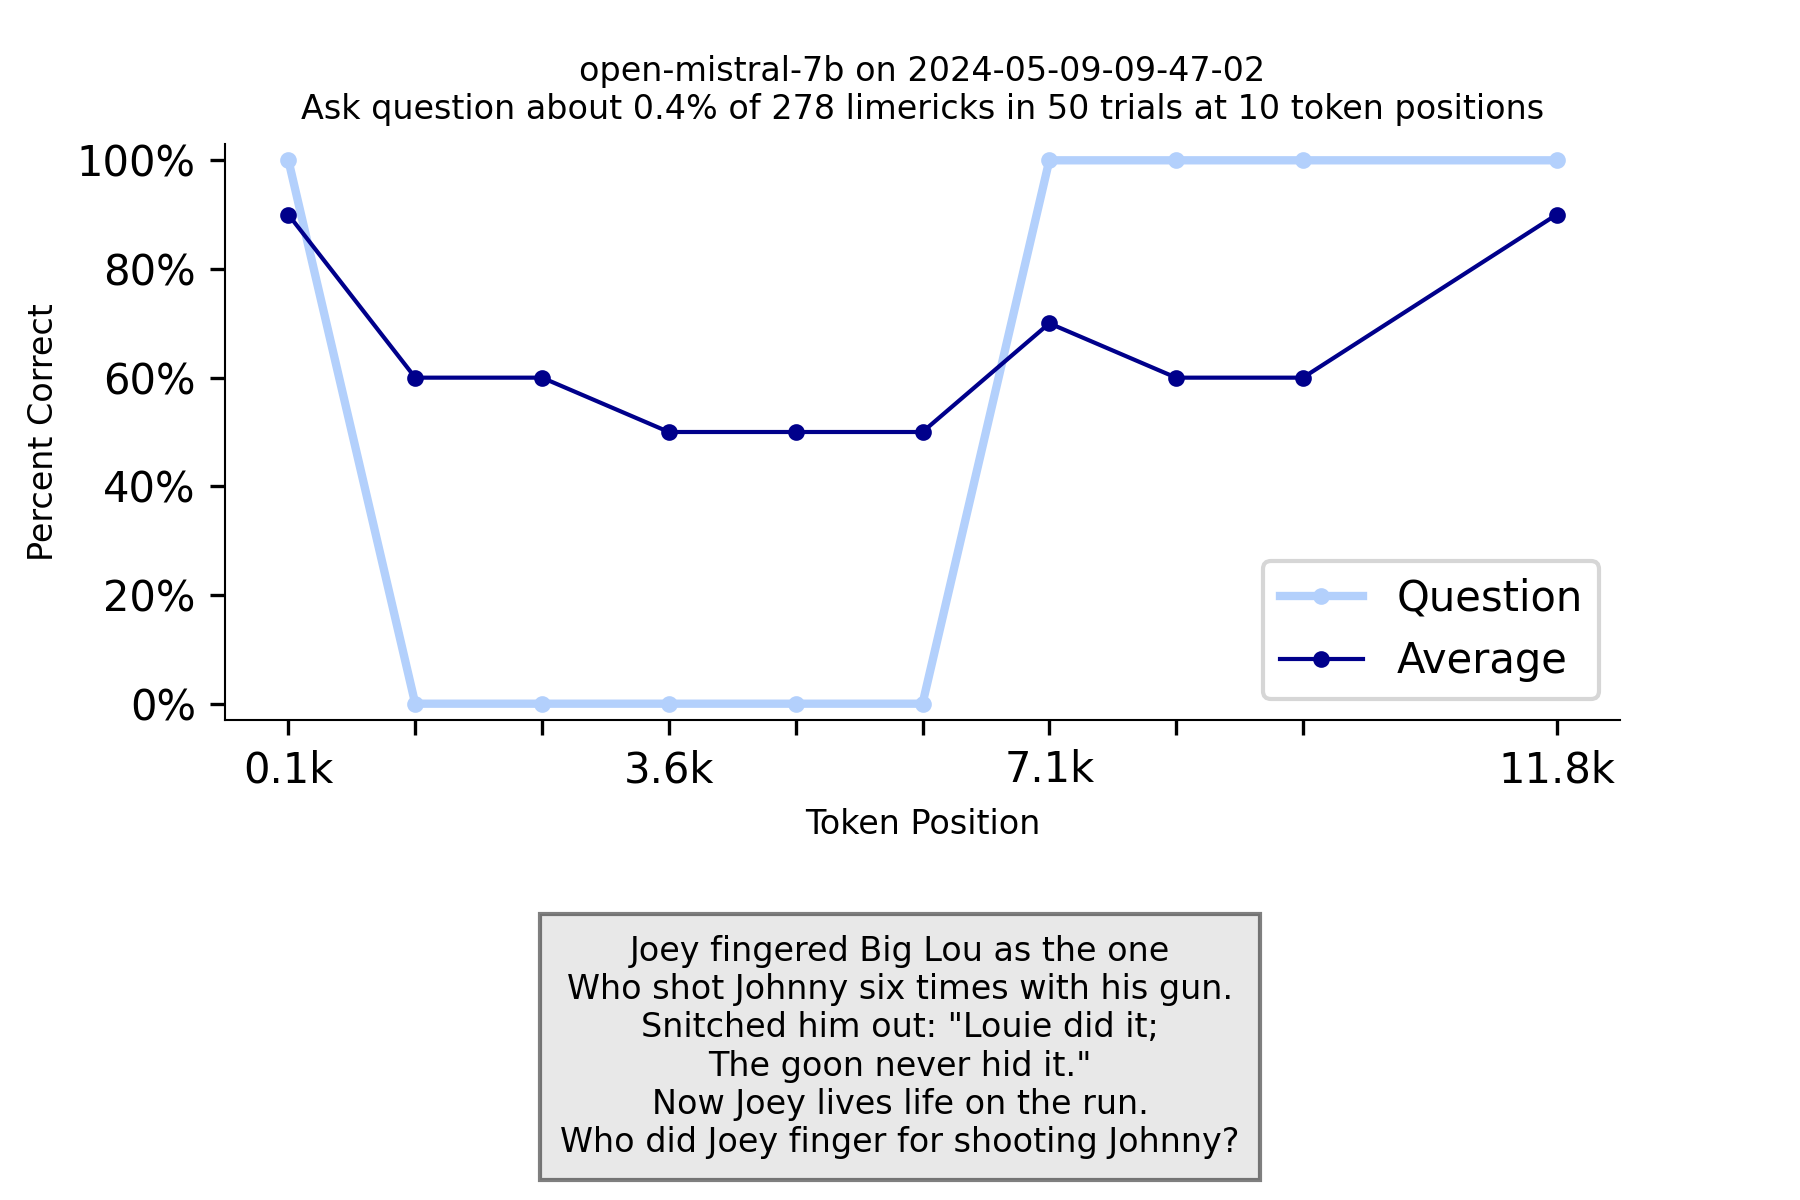 open-mistral-7b on 2024-05-09-09-47-02
Ask question about 0.4% of 278 limericks in 50 trials at 10 token positions
100%
80%
60%
40%
20%
0%
Percent Correct
Question
Average
0.1k
3.6k
7.1k
11.8k
Token Position
Joey fingered Big Lou as the one
Who shot Johnny six times with his gun.
Snitched him out: "Louie did it;
The goon never hid it."
Now Joey lives life on the run.
Who did Joey finger for shooting Johnny?